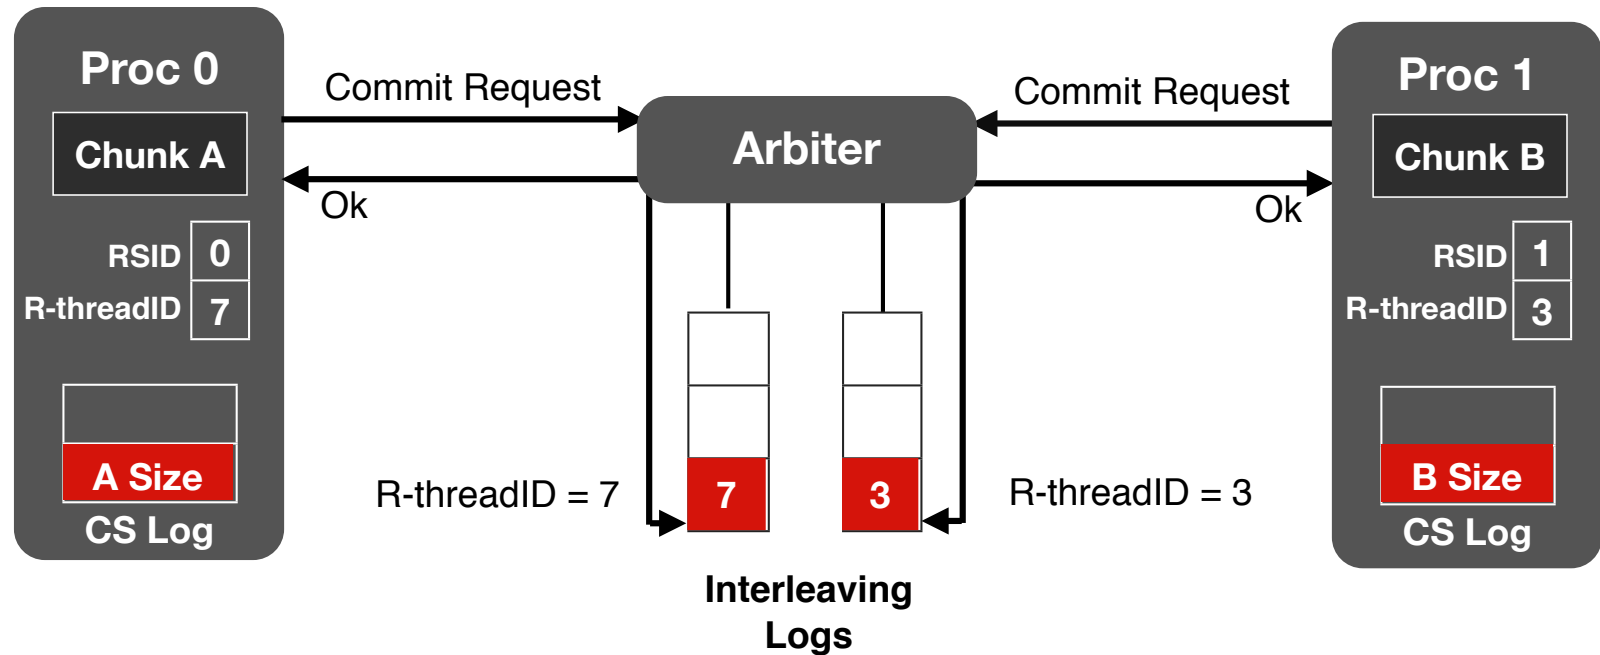 Proc 0
Chunk A
RSID 0
R-threadID 7
A Size
CS Log
Commit Request
Ok
Arbiter
Commit Request
Ok
R-threadID = 7
7
3
R-threadID = 3
Interleaving
Logs
Proc 1
Chunk B
RSID 1
R-threadID 3
B Size
CS Log